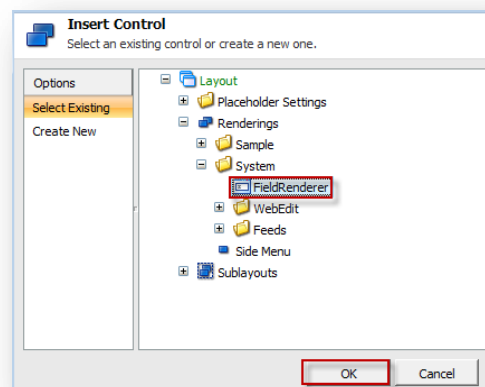 Insert Control
Select an existing control or create a new one.
Options
Select Existing
Create New
Layout
Placeholder Settings
Renderings
Sample
System
FieldRenderer
WebEdit
Feeds
Side Menu
Sublayouts
OK
Cancel